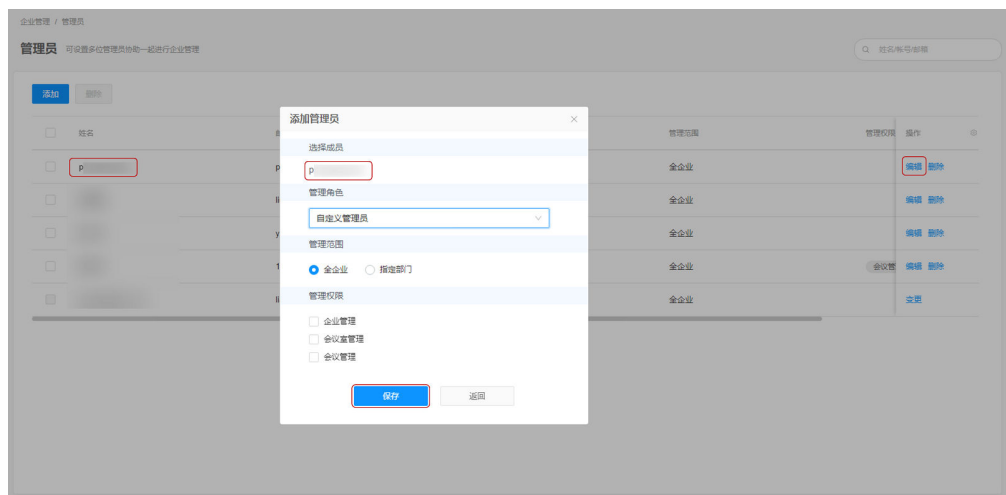 企业管理 / 管理员
管理员 可设置多位管理员协助一起进行企业管理
姓名/帐号/邮箱
添加 删除
添加管理员
姓名 管理范围 管理权限 操作
选择成员
p p p 全企业 编辑 删除
管理角色
li 全企业 编辑 删除
自定义管理员
y 全企业 编辑 删除
管理范围
全企业 指定部门
1 全企业 会议管 编辑 删除
管理权限
li 全企业 变更
企业管理
会议室管理
会议管理
保存 返回